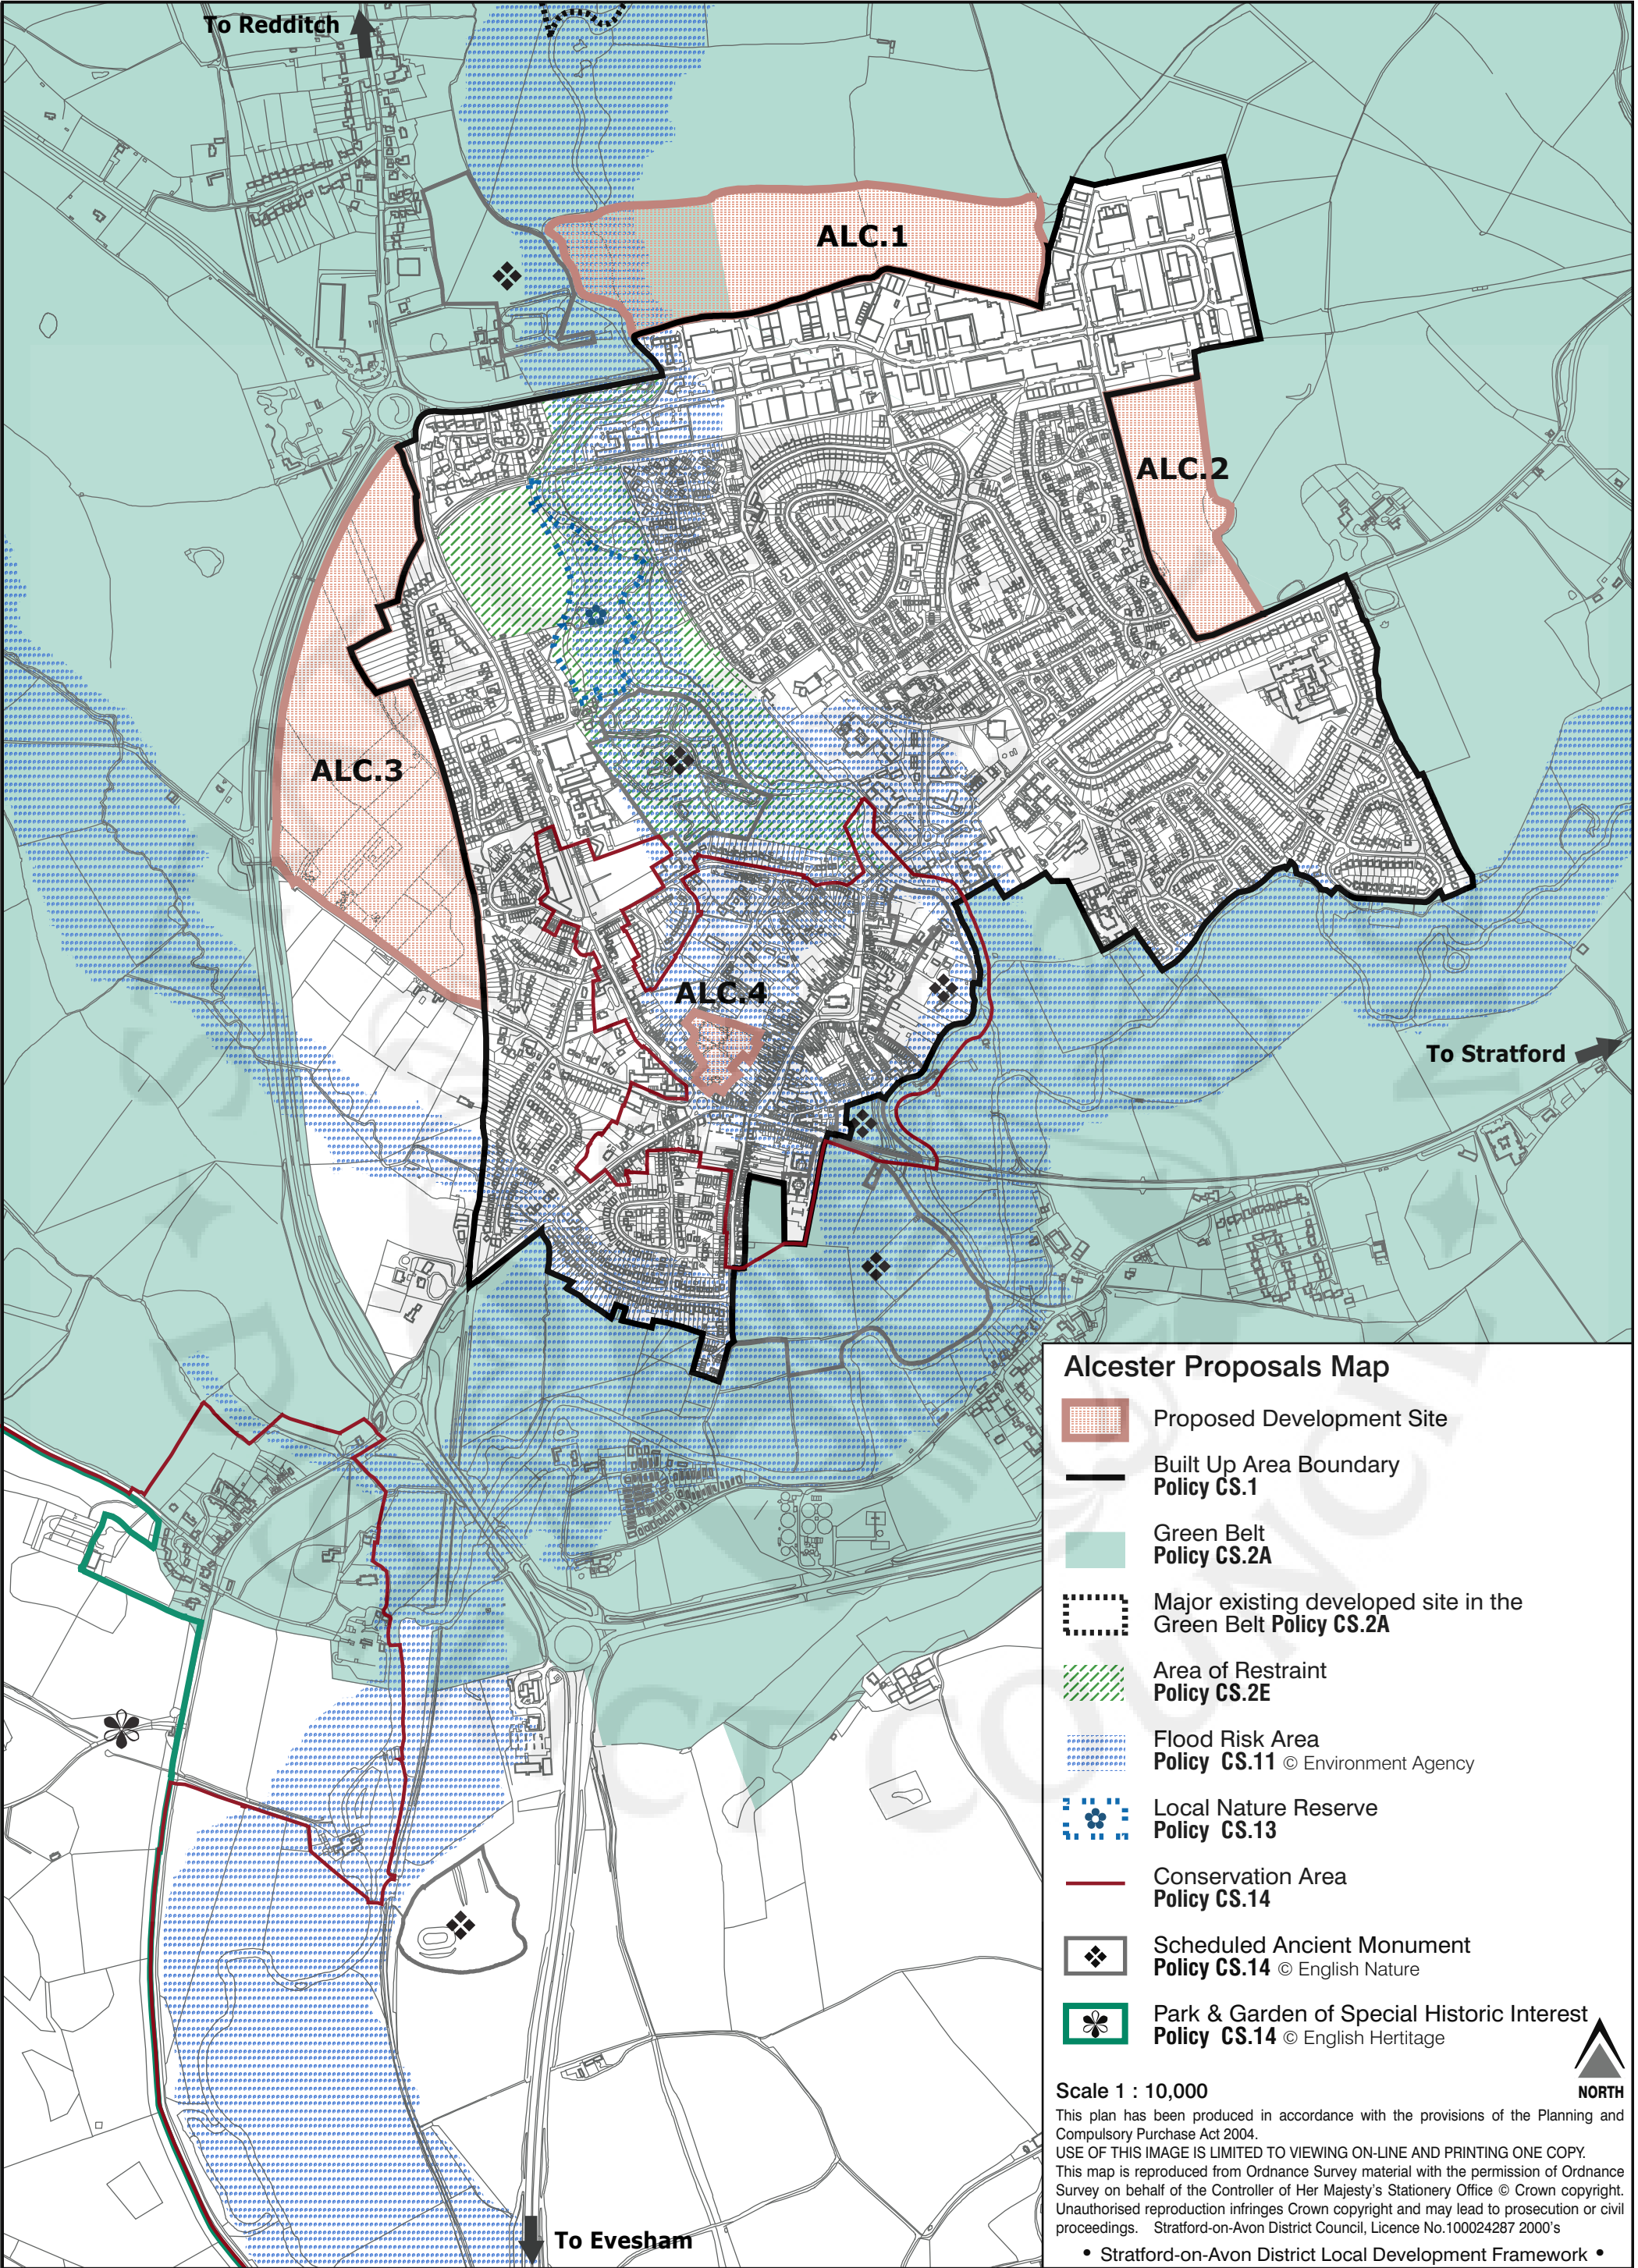 To Redditch
ALC.1
ALC.2
ALC.3
ALC.4
To Stratford
To Evesham
Alcester Proposals Map
Proposed Development Site
Built Up Area Boundary
Policy CS.1
Green Belt
Policy CS.2A
Major existing developed site in the
Green Belt Policy CS.2A
Area of Restraint
Policy CS.2E
Flood Risk Area
Policy CS.11 © Environment Agency
Local Nature Reserve
Policy CS.13
Conservation Area
Policy CS.14
Scheduled Ancient Monument
Policy CS.14 © English Nature
Park & Garden of Special Historic Interest
Policy CS.14 © English Hertitage
NORTH
Scale 1 : 10,000
This plan has been produced in accordance with the provisions of the Planning and
Compulsory Purchase Act 2004.
USE OF THIS IMAGE IS LIMITED TO VIEWING ON-LINE AND PRINTING ONE COPY.
This map is reproduced from Ordnance Survey material with the permission of Ordnance
Survey on behalf of the Controller of Her Majesty's Stationery Office © Crown copyright.
Unauthorised reproduction infringes Crown copyright and may lead to prosecution or civil
proceedings. Stratford-on-Avon District Council, Licence No.100024287 2000's
• Stratford-on-Avon District Local Development Framework •